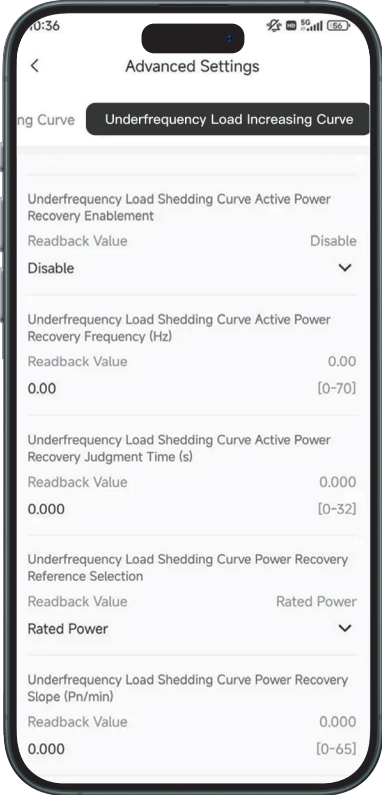 10:36
HD 5G 56
Advanced Settings
ng Curve Underfrequency Load Increasing Curve
Underfrequency Load Shedding Curve Active Power
Recovery Enablement
Readback Value Disable
Disable
Underfrequency Load Shedding Curve Active Power
Recovery Frequency (Hz)
Readback Value 0.00
0.00 [0-70]
Underfrequency Load Shedding Curve Active Power
Recovery Judgment Time (s)
Readback Value 0.000
0.000 [0-32]
Underfrequency Load Shedding Curve Power Recovery
Reference Selection
Readback Value Rated Power
Rated Power
Underfrequency Load Shedding Curve Power Recovery
Slope (Pn/min)
Readback Value 0.000
0.000 [0-65]